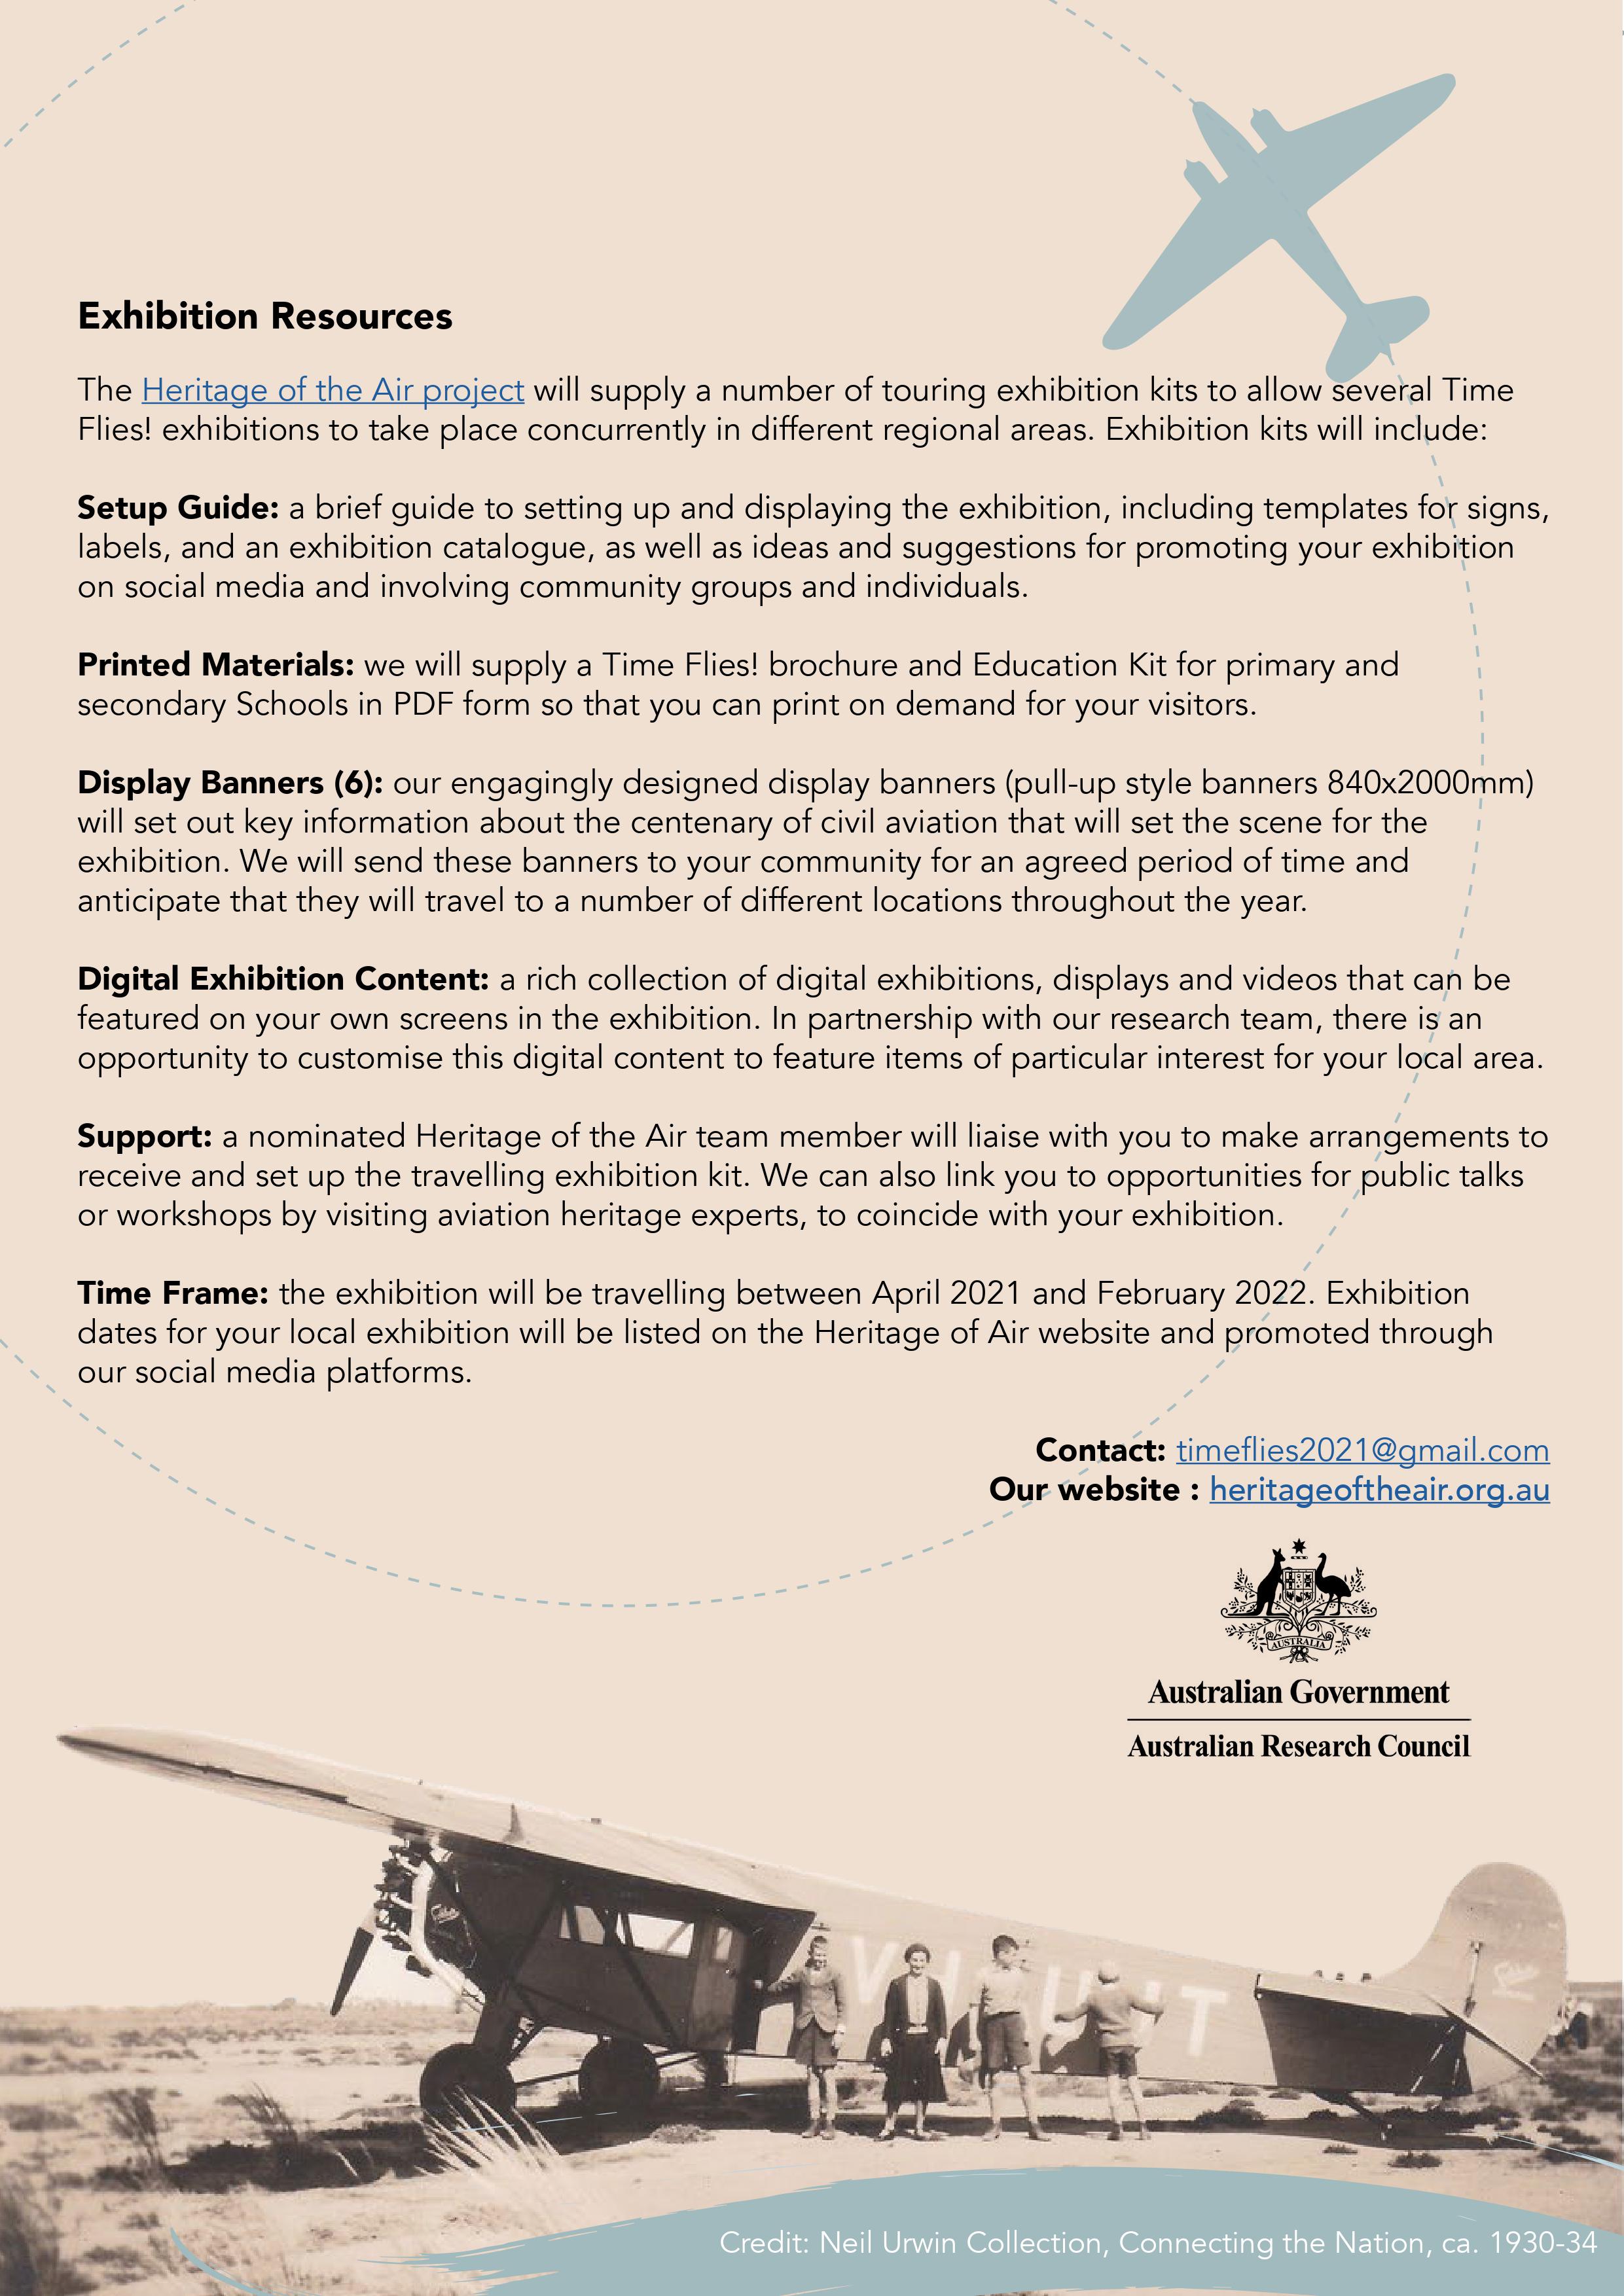 Exhibition Resources
The Heritage of the Air project will supply a number of touring exhibition kits to allow several Time
Flies! exhibitions to take place concurrently in different regional areas. Exhibition kits will include:
Setup Guide: a brief guide to setting up and displaying the exhibition, including templates for signs,
labels, and an exhibition catalogue, as well as ideas and suggestions for promoting your exhibition
on social media and involving community groups and individuals.
Printed Materials: we will supply a Time Flies! brochure and Education Kit for primary and
secondary Schools in PDF form so that you can print on demand for your visitors.
Display Banners (6): our engagingly designed display banners (pull-up style banners 840x2000mm)
will set out key information about the centenary of civil aviation that will set the scene for the
exhibition. We will send these banners to your community for an agreed period of time and
anticipate that they will travel to a number of different locations throughout the year.
Digital Exhibition Content: a rich collection of digital exhibitions, displays and videos that can be
featured on your own screens in the exhibition. In partnership with our research team, there is an
opportunity to customise this digital content to feature items of particular interest for your local area.
Support: a nominated Heritage of the Air team member will liaise with you to make arrangements to
receive and set up the travelling exhibition kit. We can also link you to opportunities for public talks
or workshops by visiting aviation heritage experts, to coincide with your exhibition.
Time Frame: the exhibition will be travelling between April 2021 and February 2022. Exhibition
dates for your local exhibition will be listed on the Heritage of Air website and promoted through
our social media platforms.
Contact: timeflies2021@gmail.com
Our website : heritageoftheair.org.au
AUSTRALIA
Australian Government
Australian Research Council
Credit: Neil Urwin Collection, Connecting the Nation, ca. 1930-34